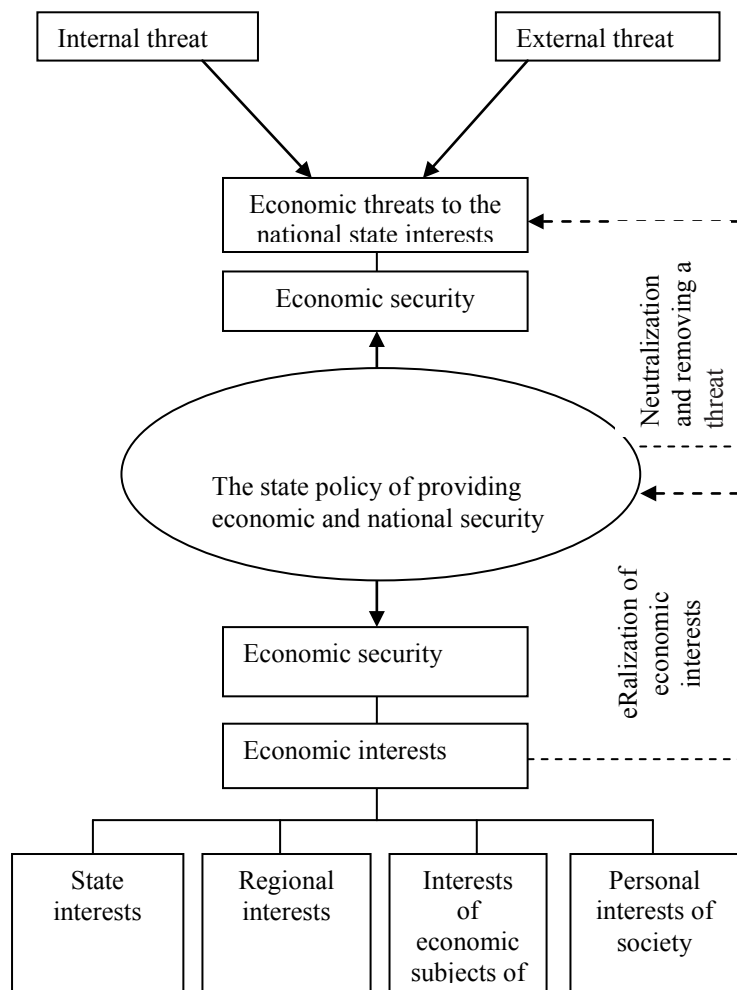 Internal threat
External threat
Economic threats to the
national state interests
Economic security
Neutralization
and removing a
threat
The state policy of providing
economic and national security
eRalization of
economic
interests
Economic security
Economic interests
State
interests
Regional
interests
Interests
of
economic
subjects of
Personal
interests of
society